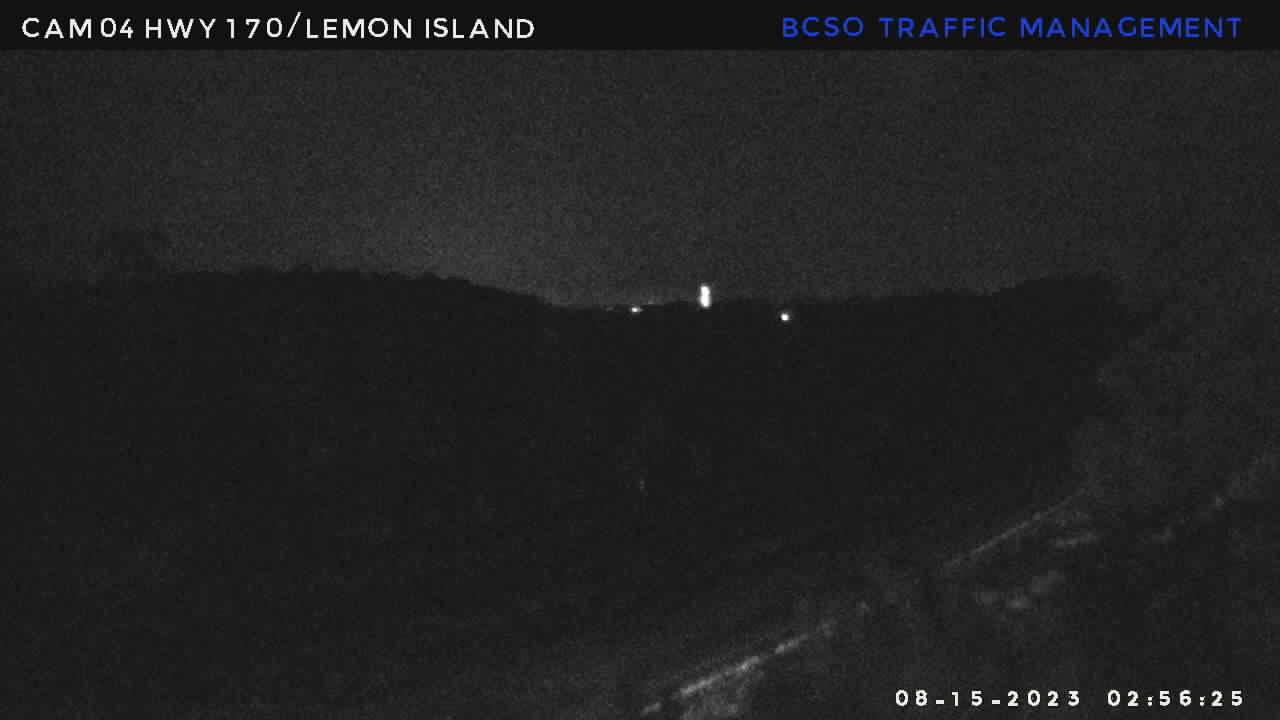 CAM04 HWY 170/LEMON ISLAND
BCSO TRAFFIC MANAGEMENT
08-15-2023 02:56:25